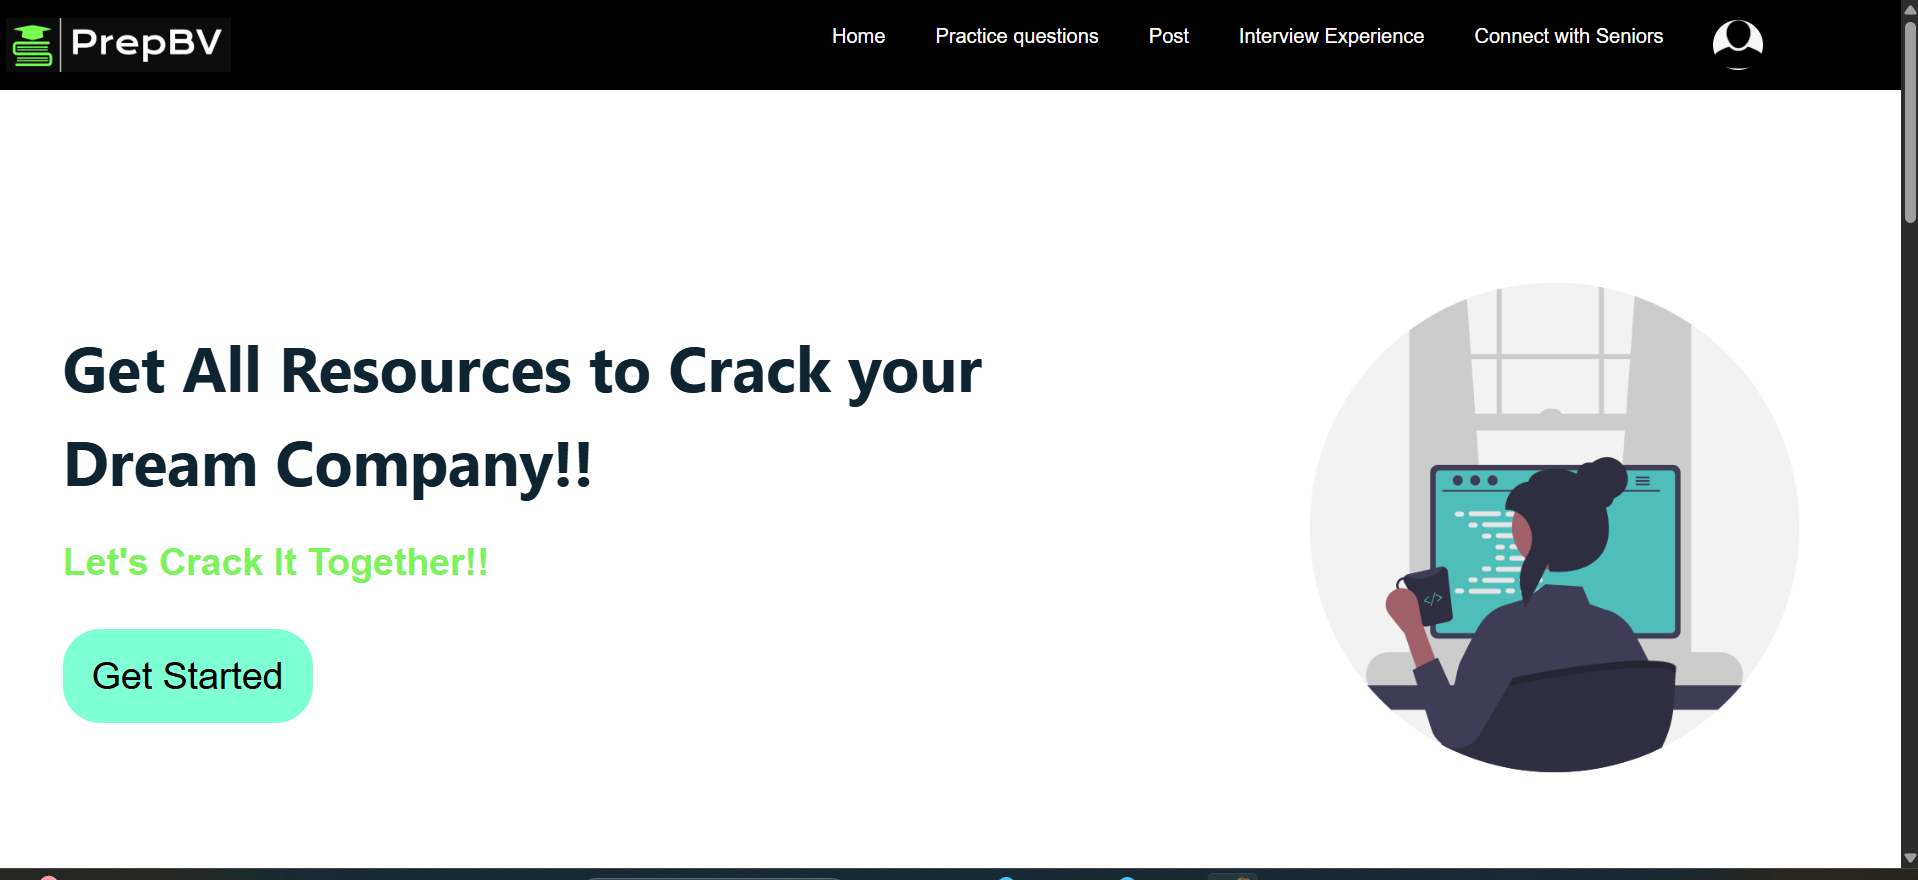 PrepBV
Home Practice questions Post Interview Experience Connect with Seniors
Get All Resources to Crack your
Dream Company!!
Let's Crack It Together!!
Get Started
</>